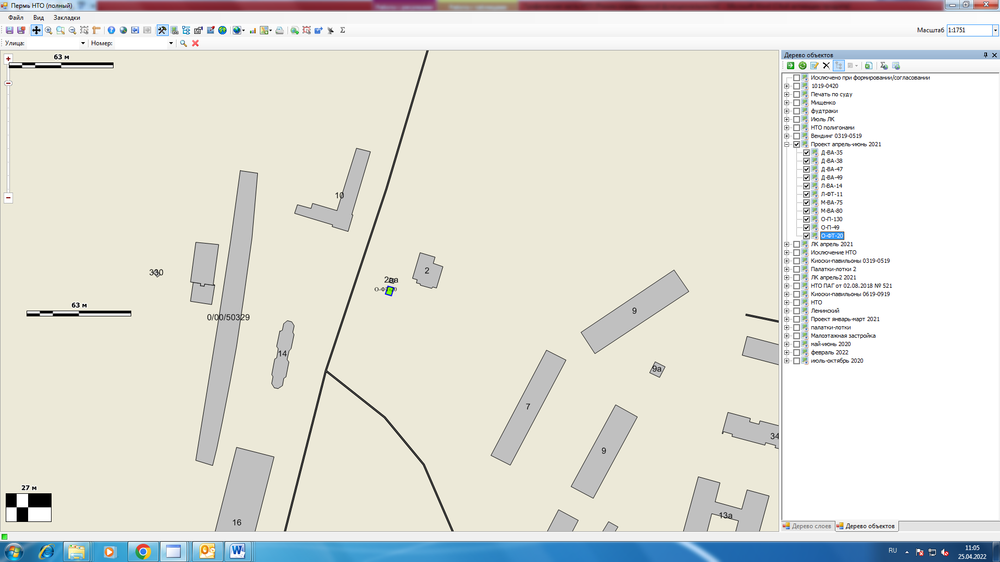 Пермь НТО (полный)
Файл Вид Закладки
Масштаб 1:1751
Улица: Номер:
63 м
10
330
2
2аа
О-ФТ-20
63 м
0/00/50329
9
14
9а
7
34
9
27 м
16
13а
Дерево объектов
Исключено при формировании/согласовании
1019-0420
Печать по суду
Мищенко
фудтраки
Июль ЛК
НТО полигонами
Вендинг 0319-0519
Проект апрель-июнь 2021
Д-ВА-35
Д-ВА-38
Д-ВА-47
Д-ВА-49
Л-ВА-14
Л-ФТ-11
М-ВА-75
М-ВА-80
О-П-130
О-П-49
О-ФТ-20
ЛК апрель 2021
Исключение НТО
Киоски-павильоны 0319-0519
Палатки-лотки 2
ЛК апрель2 2021
НТО ПАГ от 02.08.2018 № 521
Киоски-павильоны 0619-0919
НТО
Ленинский
Проект январь-март 2021
палатки-лотки
Малоэтажная застройка
май-июнь 2020
февраль 2022
июль-октябрь 2020
Дерево слоев Дерево объектов
RU
11:05
25.04.2022